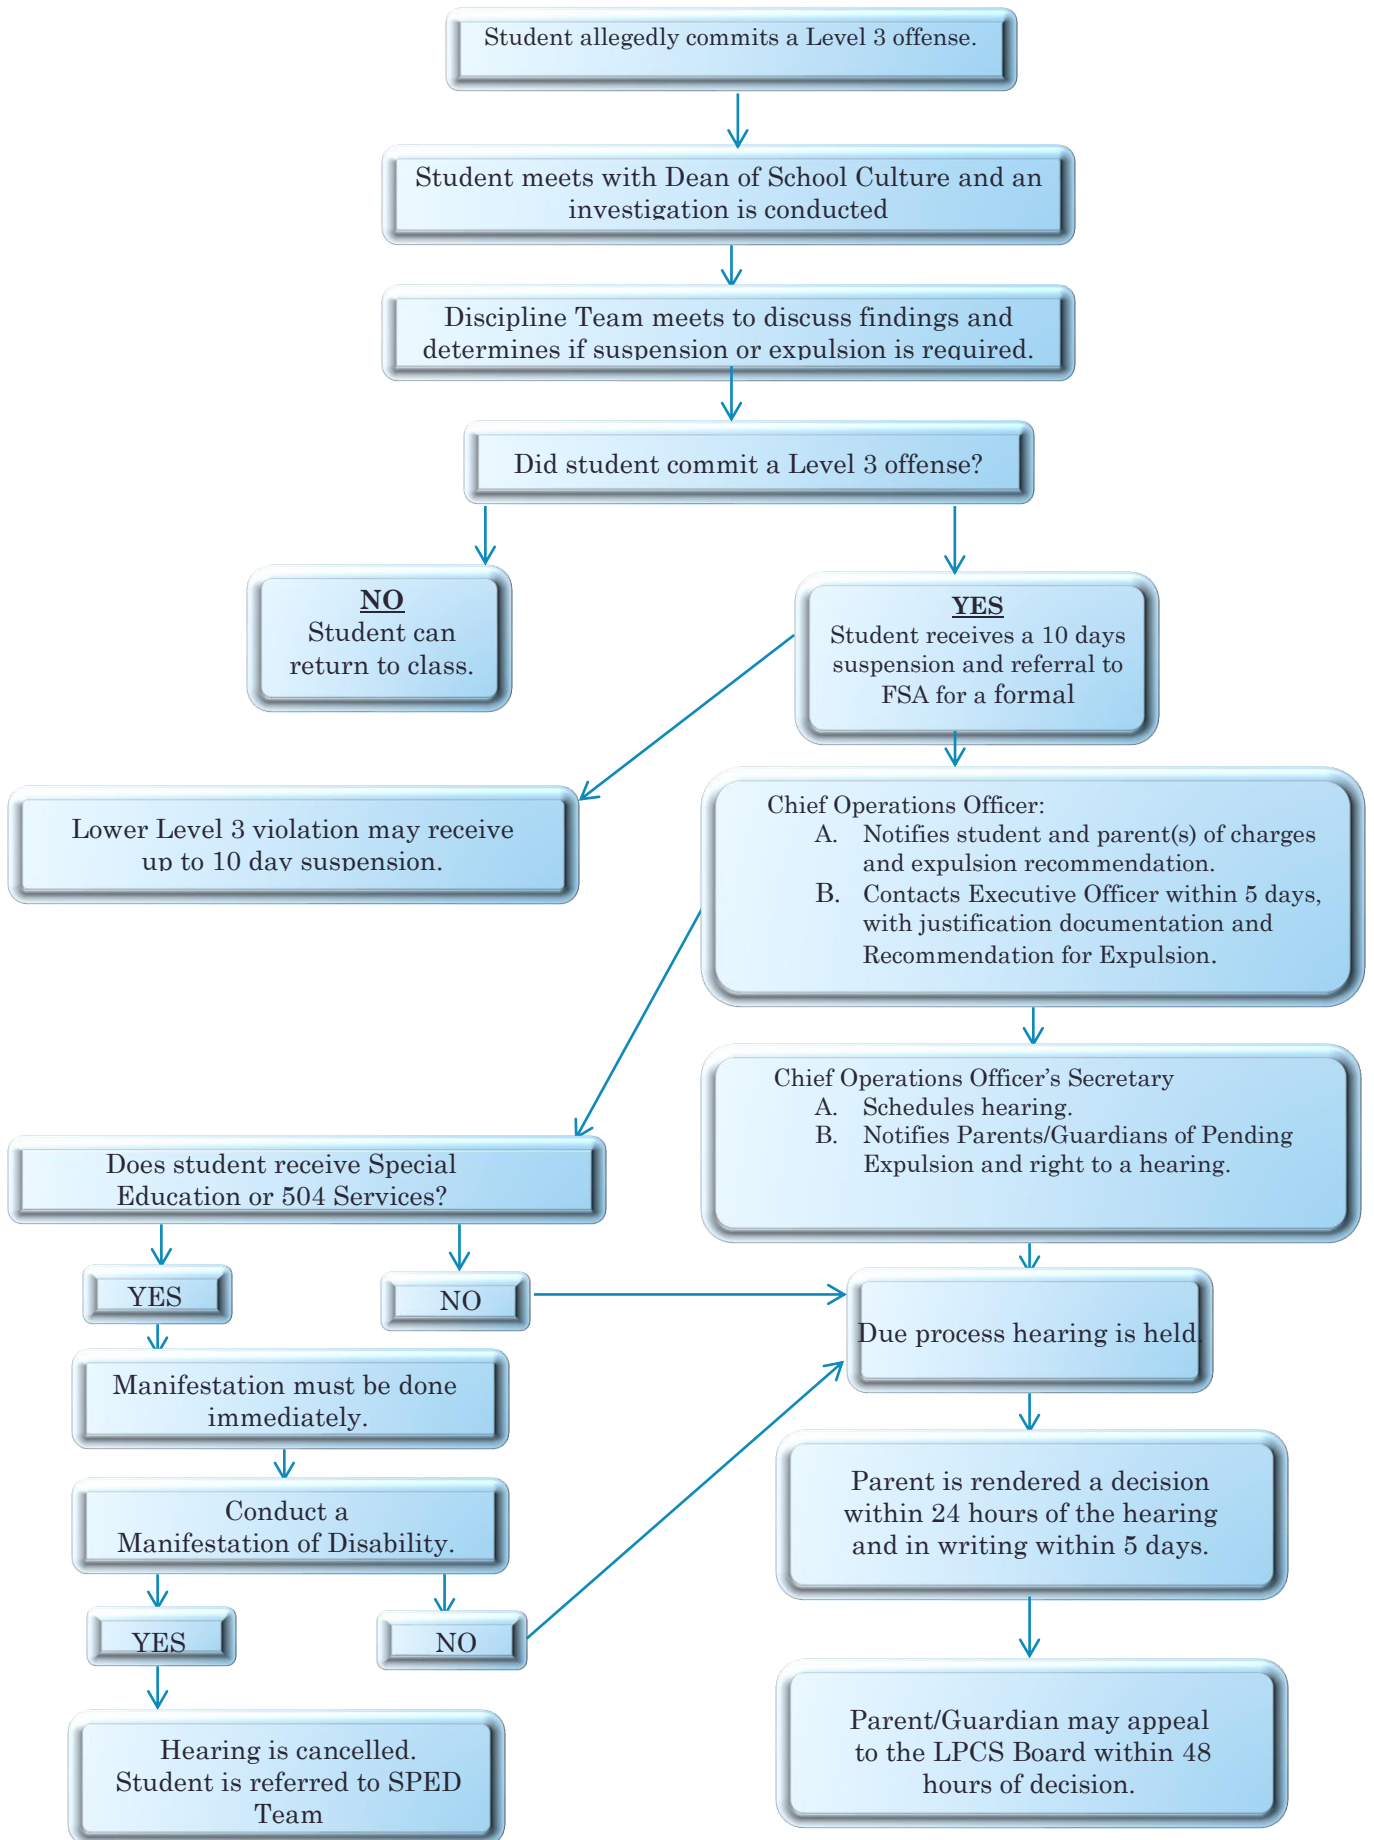 Student allegedly commits a Level 3 offense.
Student meets with Dean of School Culture and an
investigation is conducted
Discipline Team meets to discuss findings and
determines if suspension or expulsion is required.
Did student commit a Level 3 offense?
NO
Student can
return to class.
YES
Student receives a 10 days
suspension and referral to
FSA for a formal
Lower Level 3 violation may receive
up to 10 day suspension.
Chief Operations Officer:
A. Notifies student and parent(s) of charges
and expulsion recommendation.
B. Contacts Executive Officer within 5 days,
with justification documentation and
Recommendation for Expulsion.
Chief Operations Officer's Secretary
A. Schedules hearing.
B. Notifies Parents/Guardians of Pending
Expulsion and right to a hearing.
Does student receive Special
Education or 504 Services?
YES
NO
Due process hearing is held.
Manifestation must be done
immediately.
Conduct a
Manifestation of Disability.
Parent is rendered a decision
within 24 hours of the hearing
and in writing within 5 days.
YES
NO
Hearing is cancelled.
Student is referred to SPED
Team
Parent/Guardian may appeal
to the LPCS Board within 48
hours of decision.